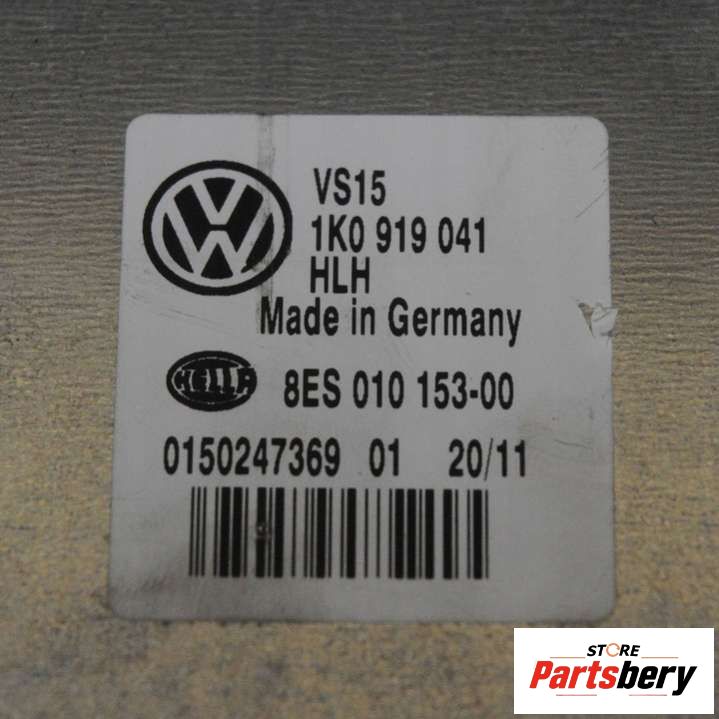 VW
VS15
1K0 919 041
HLH
Made in Germany
HELLA
8ES 010 153-00
0150247369 01 20/11
STORE
Partsbery